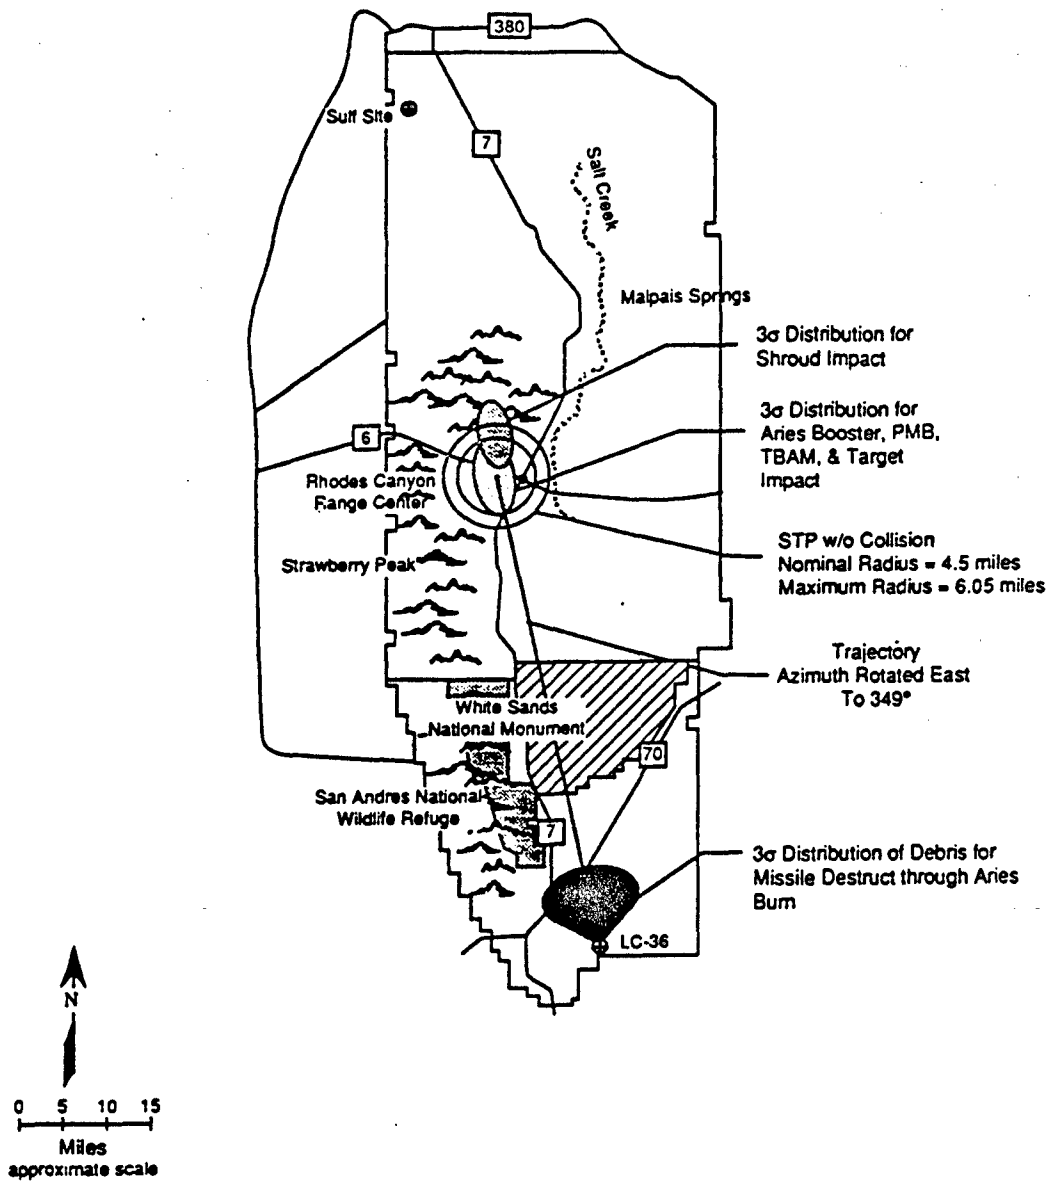 380
Sulf Site
7
Salt Creek
Malpais Springs
3σ Distribution for
Shroud Impact
3σ Distribution for
Aries Booster, PMB,
TBAM, & Target
Impact
6
Rhodes Canyon
Range Center
STP w/o Collision
Nominal Radius = 4.5 miles
Maximum Radius = 6.05 miles
Strawberry Peak
Trajectory
Azimuth Rotated East
To 349°
White Sands
National Monument
70
San Andres National
Wildlife Refuge
7
3σ Distribution of Debris for
Missile Destruct through Aries
Burn
LC-36
N
0 5 10 15
Miles
approximate scale